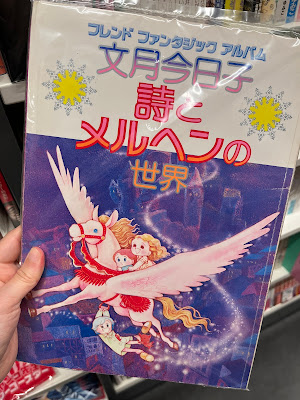 フレンド ファンタジック アルバム
文月今日子
詩と
メルヘンの
世界